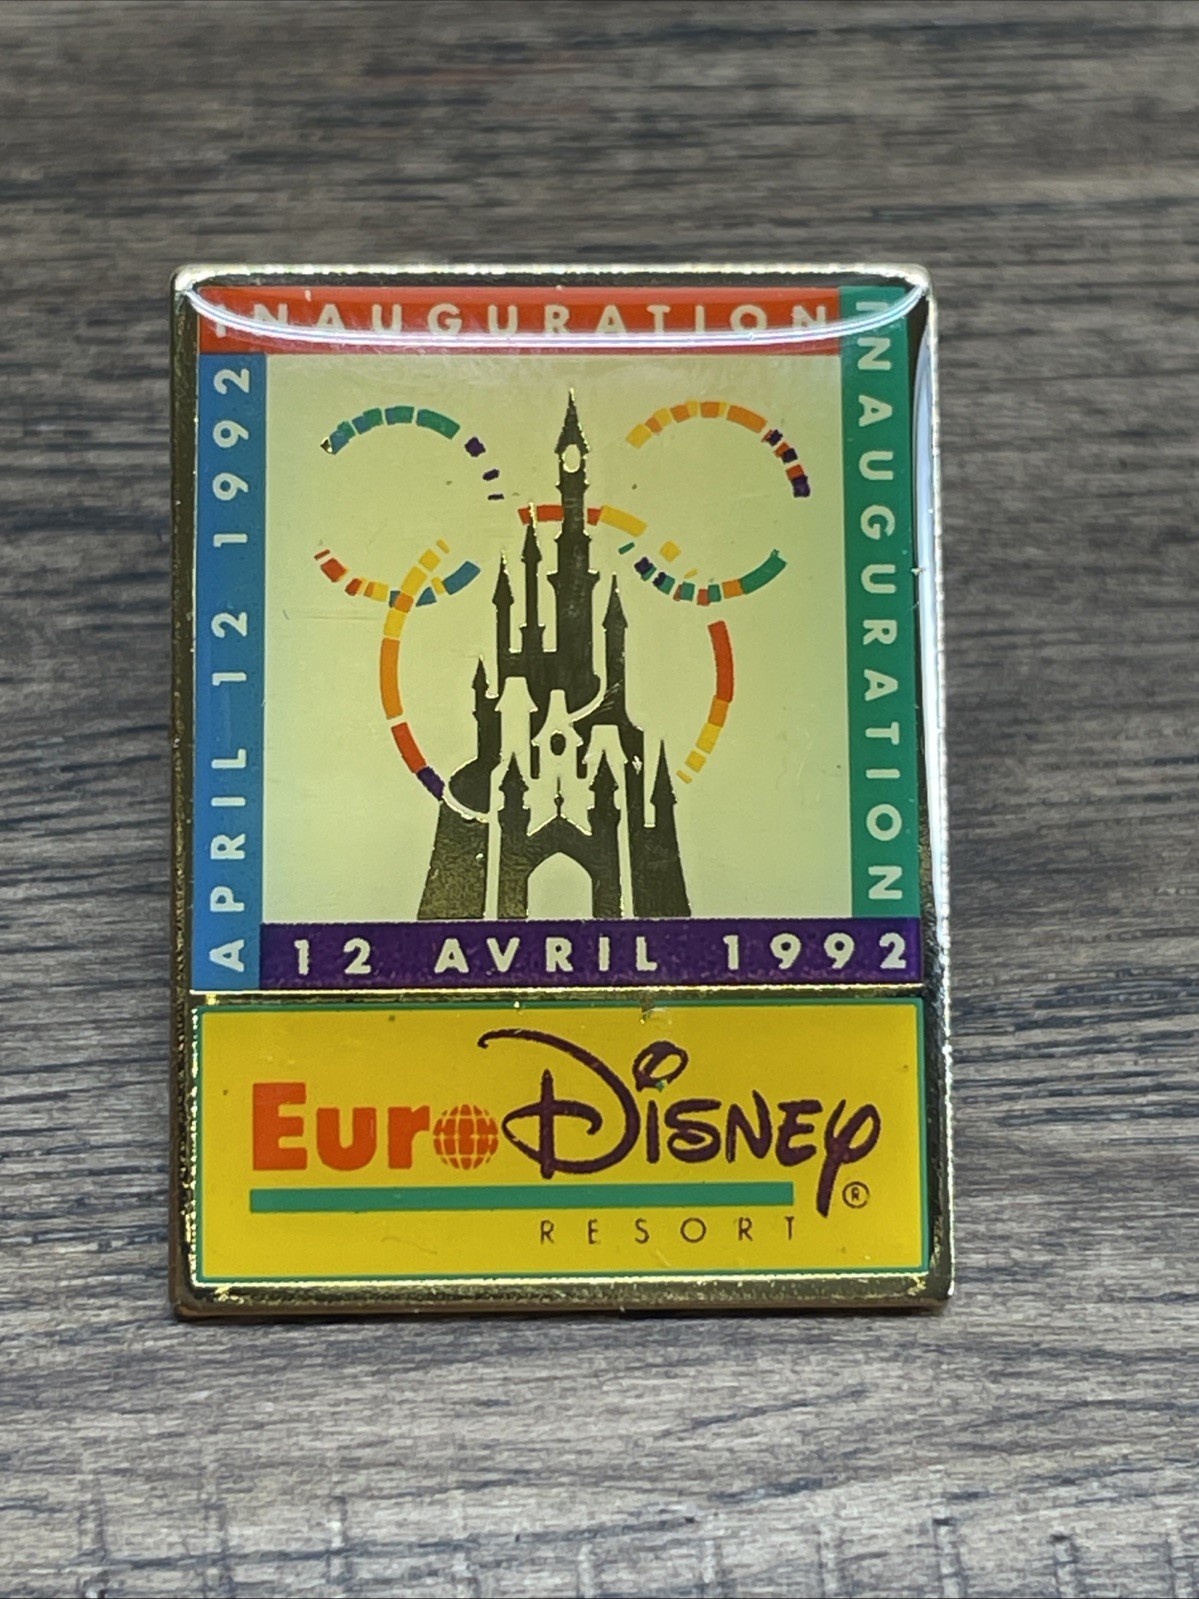 INAUGURATION
INAUGURATION
APRIL 12 1992
12 AVRIL 1992
EuroDisney®
RESORT